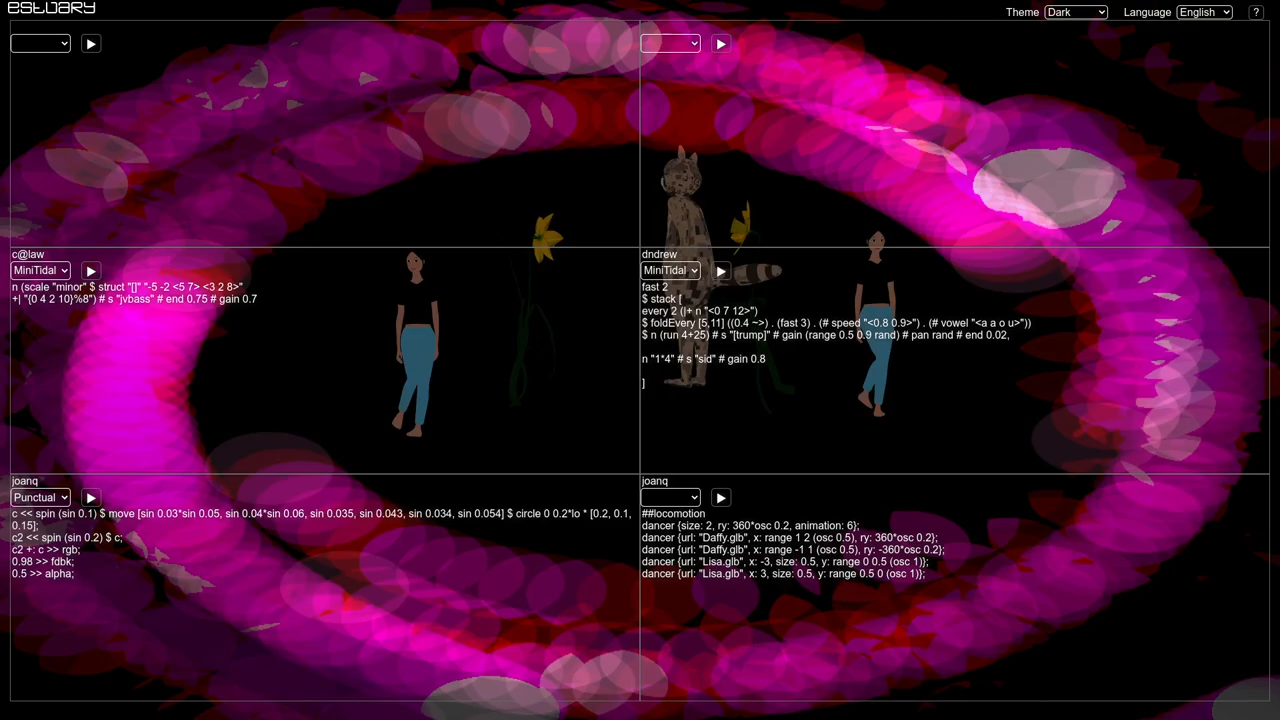 estuary
Theme Dark Language English ?
c@law
MiniTidal
n (scale "minor" $ struct "[]" "-5 -2 <5 7> <3 2 8>"
+| "{0 4 2 10}%8") # s "jvbass" # end 0.75 # gain 0.7
dndrew
MiniTidal
fast 2
$ stack [
every 2 (|+ n "<0 7 12>")
$ foldEvery [5,11] ((0.4 ~>) . (fast 3) . (# speed "<0.8 0.9>") . (# vowel "<a a o u>"))
$ n (run 4+25) # s "[trump]" # gain (range 0.5 0.9 rand) # pan rand # end 0.02,
n "1*4" # s "sid" # gain 0.8
]
joanq
Punctual
c << spin (sin 0.1) $ move [sin 0.03*sin 0.05, sin 0.04*sin 0.06, sin 0.035, sin 0.043, sin 0.034, sin 0.054] $ circle 0 0.2*lo * [0.2, 0.1,
0.15];
c2 << spin (sin 0.2) $ c;
c2 +: c >> rgb;
0.98 >> fdbk;
0.5 >> alpha;
joanq
##locomotion
dancer {size: 2, ry: 360*osc 0.2, animation: 6};
dancer {url: "Daffy.glb", x: range 1 2 (osc 0.5), ry: 360*osc 0.2};
dancer {url: "Daffy.glb", x: range -1 1 (osc 0.5), ry: -360*osc 0.2};
dancer {url: "Lisa.glb", x: -3, size: 0.5, y: range 0 0.5 (osc 1)};
dancer {url: "Lisa.glb", x: 3, size: 0.5, y: range 0.5 0 (osc 1)};